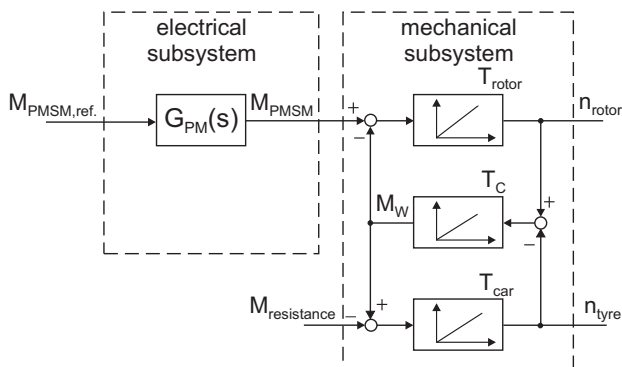 electrical
subsystem
mechanical
subsystem
M_PMSM,ref.
G_PM(s)
M_PMSM
+
−
T_rotor
n_rotor
M_W
T_C
+
−
M_resistance
−
+
T_car
n_tyre